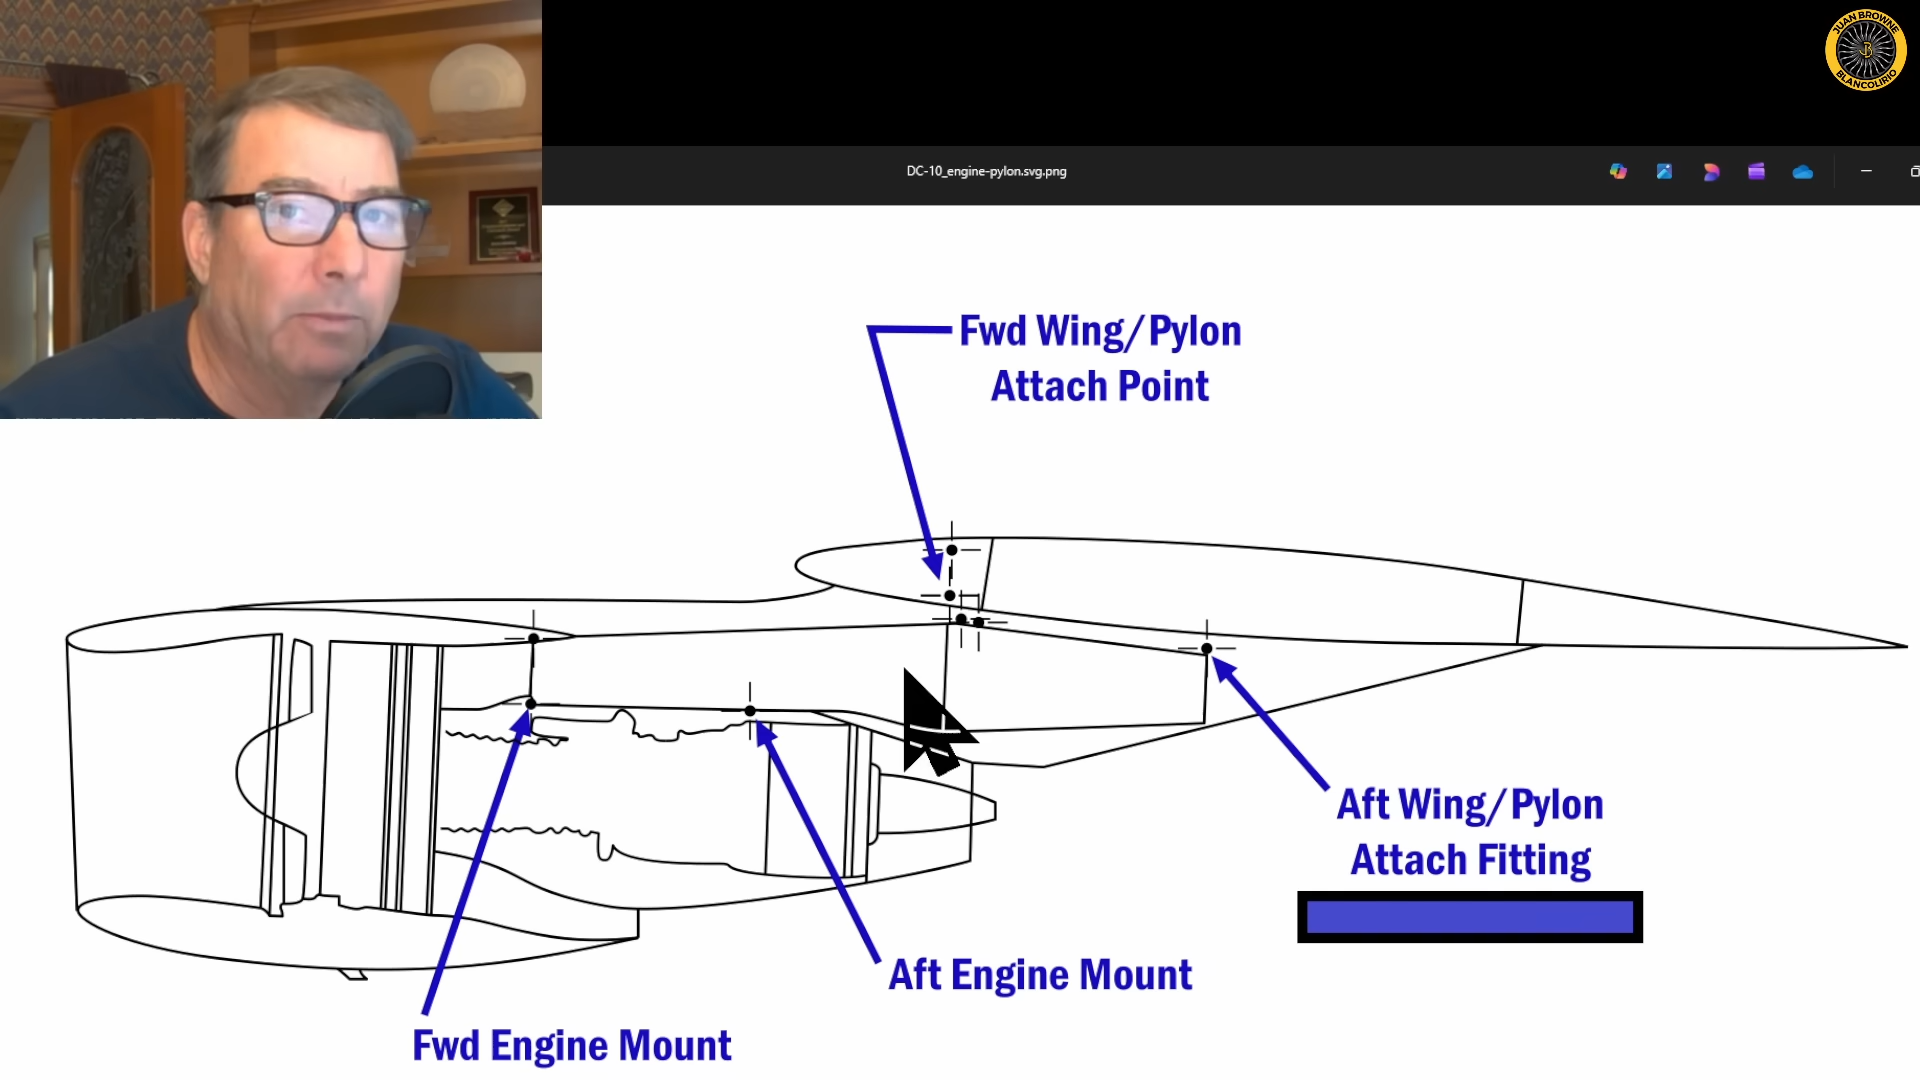 JUAN BROWNE
JB
BLANCOLIRIO
DC-10_engine-pylon.svg.png
Fwd Wing/Pylon
Attach Point
Aft Wing/Pylon
Attach Fitting
Aft Engine Mount
Fwd Engine Mount